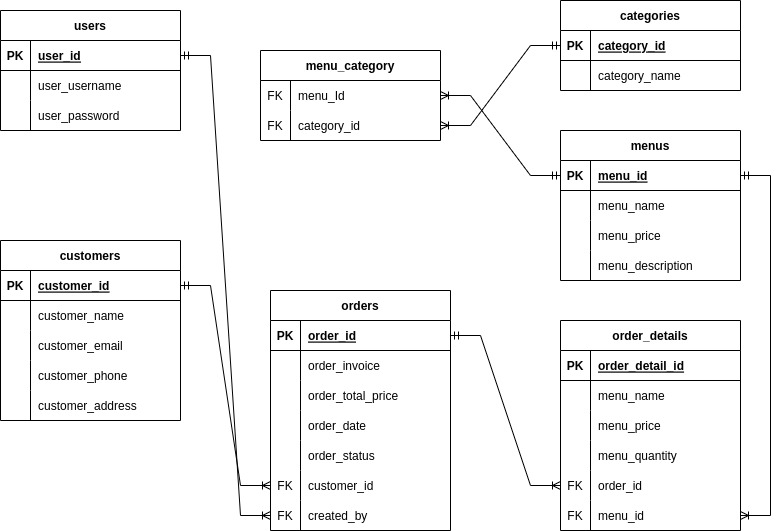 users
PK user_id
user_username
user_password
menu_category
FK menu_Id
FK category_id
categories
PK category_id
category_name
menus
PK menu_id
menu_name
menu_price
menu_description
customers
PK customer_id
customer_name
customer_email
customer_phone
customer_address
orders
PK order_id
order_invoice
order_total_price
order_date
order_status
FK customer_id
FK created_by
order_details
PK order_detail_id
menu_name
menu_price
menu_quantity
FK order_id
FK menu_id